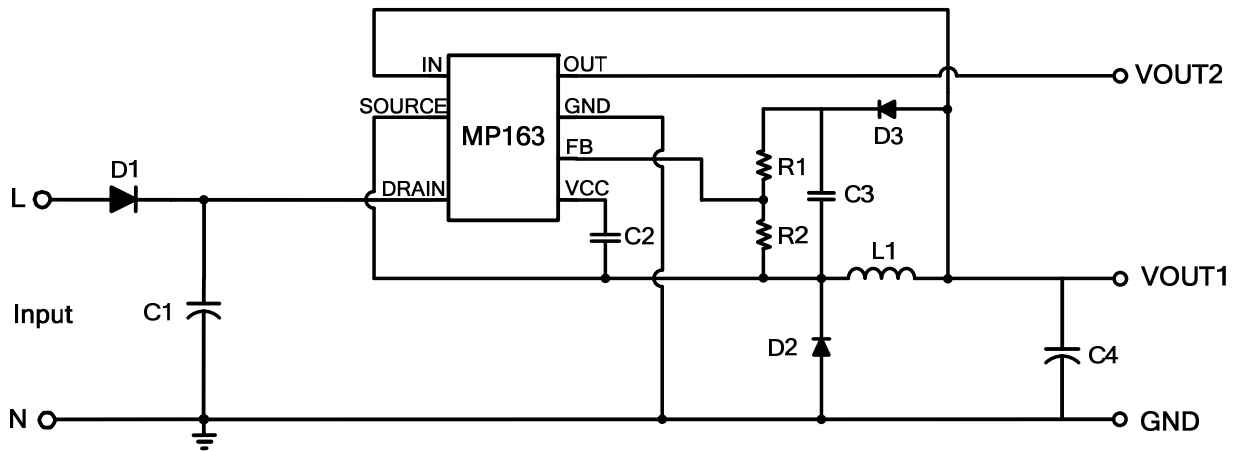 IN
OUT
VOUT2
SOURCE
GND
MP163
D3
FB
D1
R1
DRAIN
VCC
L
C3
C2
R2
L1
VOUT1
Input
C1
D2
C4
N
GND